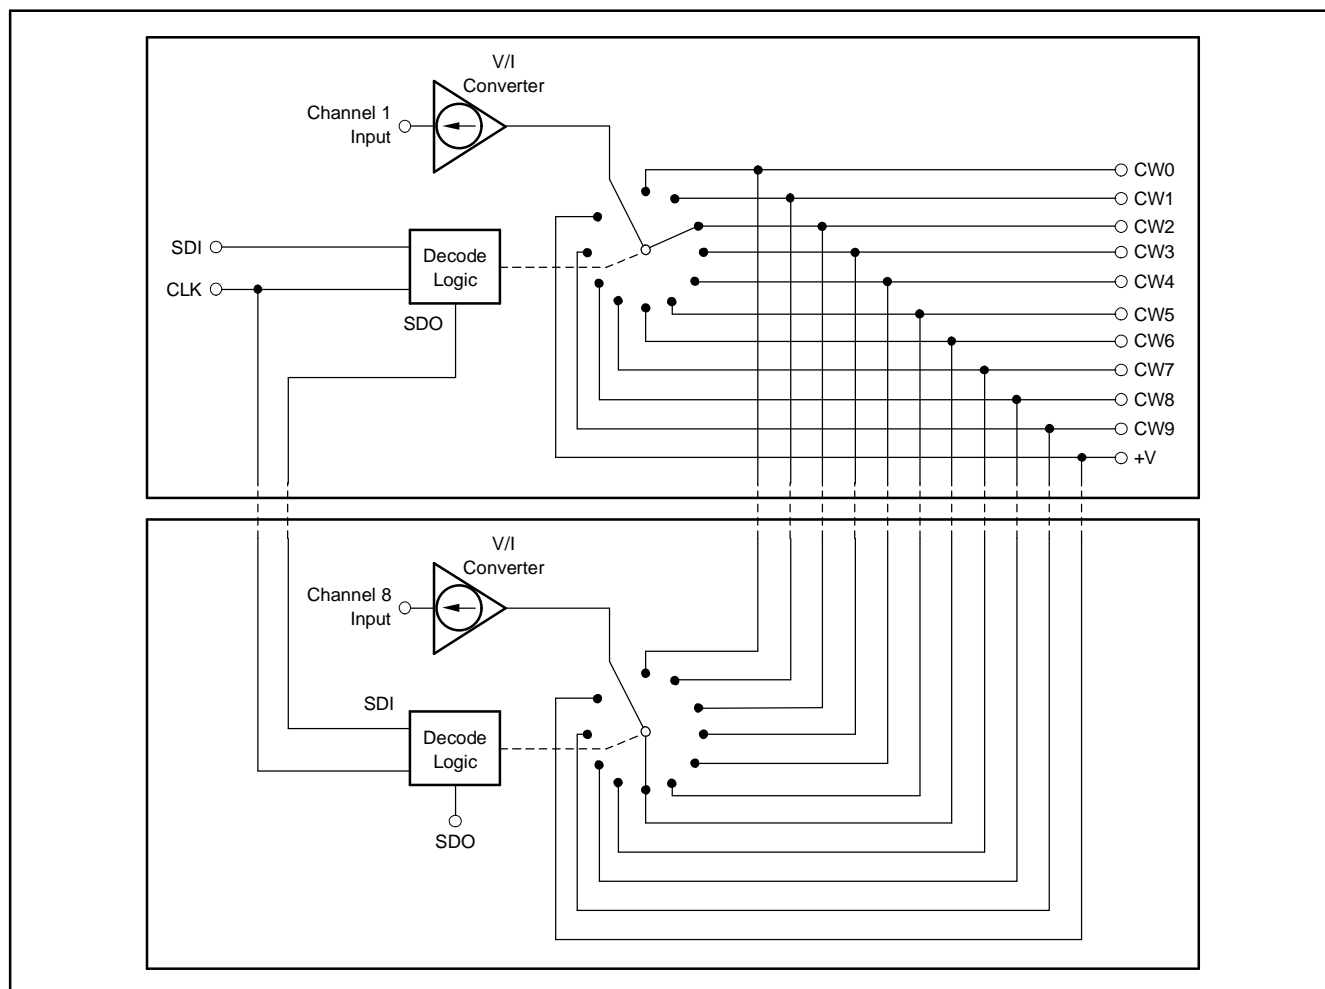 V/I
Converter
Channel 1
Input
CW0
CW1
CW2
CW3
CW4
CW5
CW6
CW7
CW8
CW9
+V
SDI
CLK
Decode
Logic
SDO
V/I
Converter
Channel 8
Input
SDI
Decode
Logic
SDO